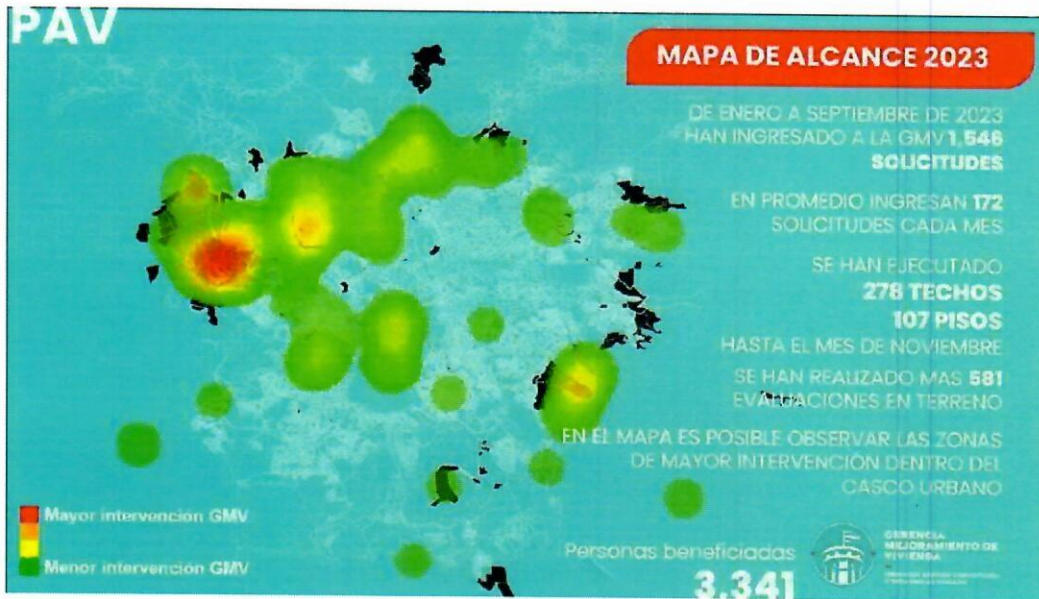 PAV
MAPA DE ALCANCE 2023
DE ENERO A SEPTIEMBRE DE 2023
HAN INGRESADO A LA GMV 1,546
SOLICITUDES
EN PROMEDIO INGRESAN 172
SOLICITUDES CADA MES
SE HAN EJECUTADO
278 TECHOS
107 PISOS
HASTA EL MES DE NOVIEMBRE
SE HAN REALIZADO MAS 581
EVALUACIONES EN TERRENO
EN EL MAPA ES POSIBLE OBSERVAR LAS ZONAS
DE MAYOR INTERVENCIÓN DENTRO DEL
CASCO URBANO
Mayor intervención GMV
Menor intervención GMV
Personas beneficiadas
3,341
GERENCIA
MEJORAMIENTO DE
VIVIENDA